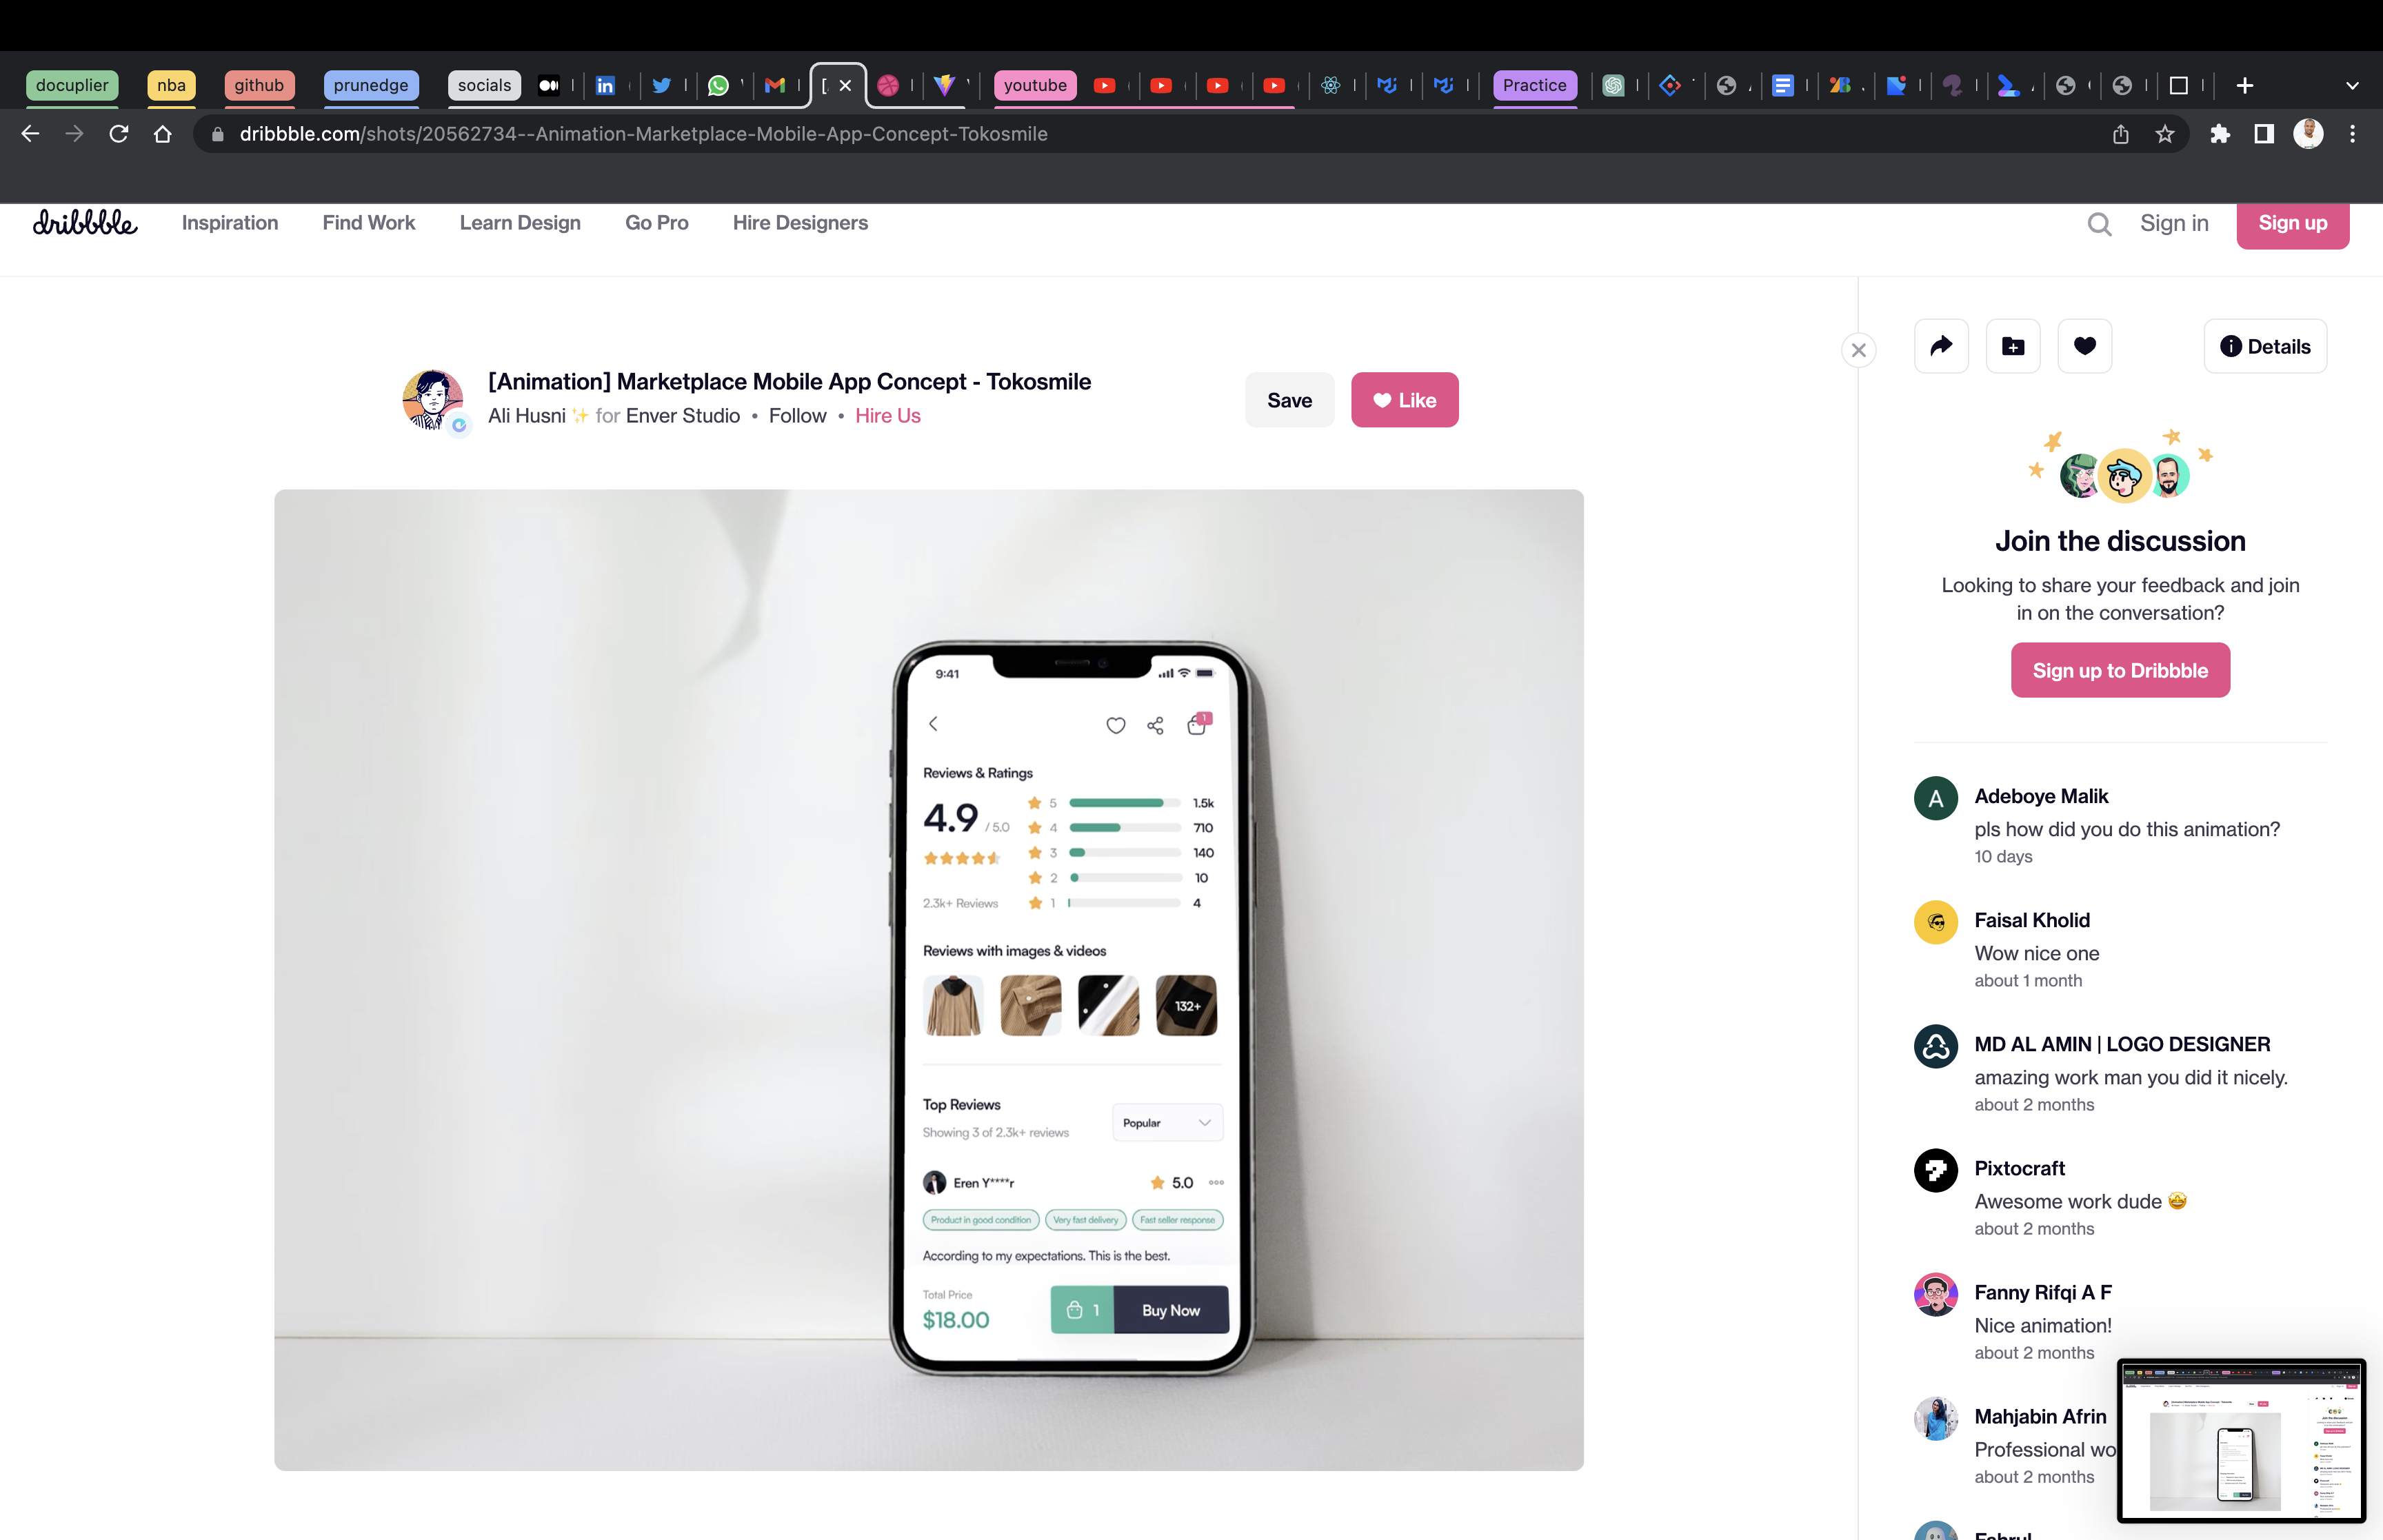 docuplier
nba
github
prunedge
socials
youtube
Practice
dribbble.com/shots/20562734--Animation-Marketplace-Mobile-App-Concept-Tokosmile
dribbble
Inspiration
Find Work
Learn Design
Go Pro
Hire Designers
Sign in
Sign up
[Animation] Marketplace Mobile App Concept - Tokosmile
Ali Husni ✨ for Enver Studio • Follow • Hire Us
Save
Like
Details
9:41
1
Reviews & Ratings
4.9 / 5.0
2.3k+ Reviews
5 1.5k
4 710
3 140
2 10
1 4
Reviews with images & videos
132+
Top Reviews
Showing 3 of 2.3k+ reviews
Popular
Eren Y****r
5.0
Product in good condition
Very fast delivery
Fast seller response
According to my expectations. This is the best.
Total Price
$18.00
1
Buy Now
Join the discussion
Looking to share your feedback and join
in on the conversation?
Sign up to Dribbble
A
Adeboye Malik
pls how did you do this animation?
10 days
Faisal Kholid
Wow nice one
about 1 month
MD AL AMIN | LOGO DESIGNER
amazing work man you did it nicely.
about 2 months
Pixtocraft
Awesome work dude 🤩
about 2 months
Fanny Rifqi A F
Nice animation!
about 2 months
Mahjabin Afrin
Professional wo
about 2 months